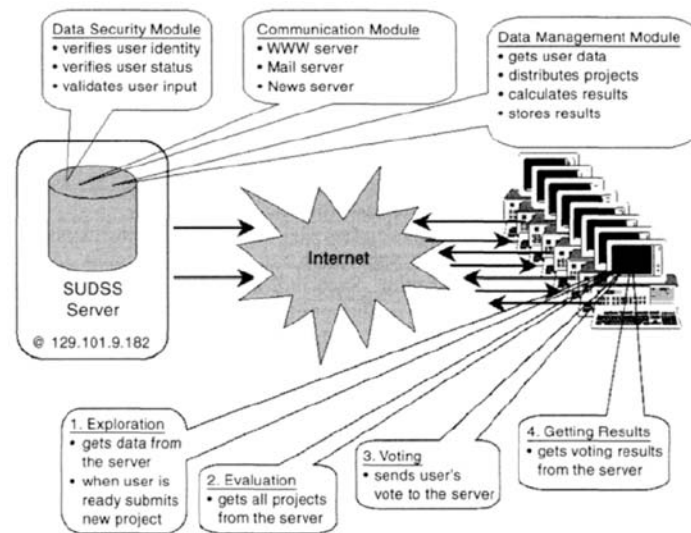 Data Security Module
• verifies user identity
• verifies user status
• validates user input
Communication Module
• WWW server
• Mail server
• News server
Data Management Module
• gets user data
• distributes projects
• calculates results
• stores results
SUDSS
Server
@ 129.101.9.182
Internet
1. Exploration
• gets data from
the server
• when user is
ready submits
new project
2. Evaluation
• gets all projects
from the server
3. Voting
• sends user's
vote to the server
4. Getting Results
• gets voting results
from the server